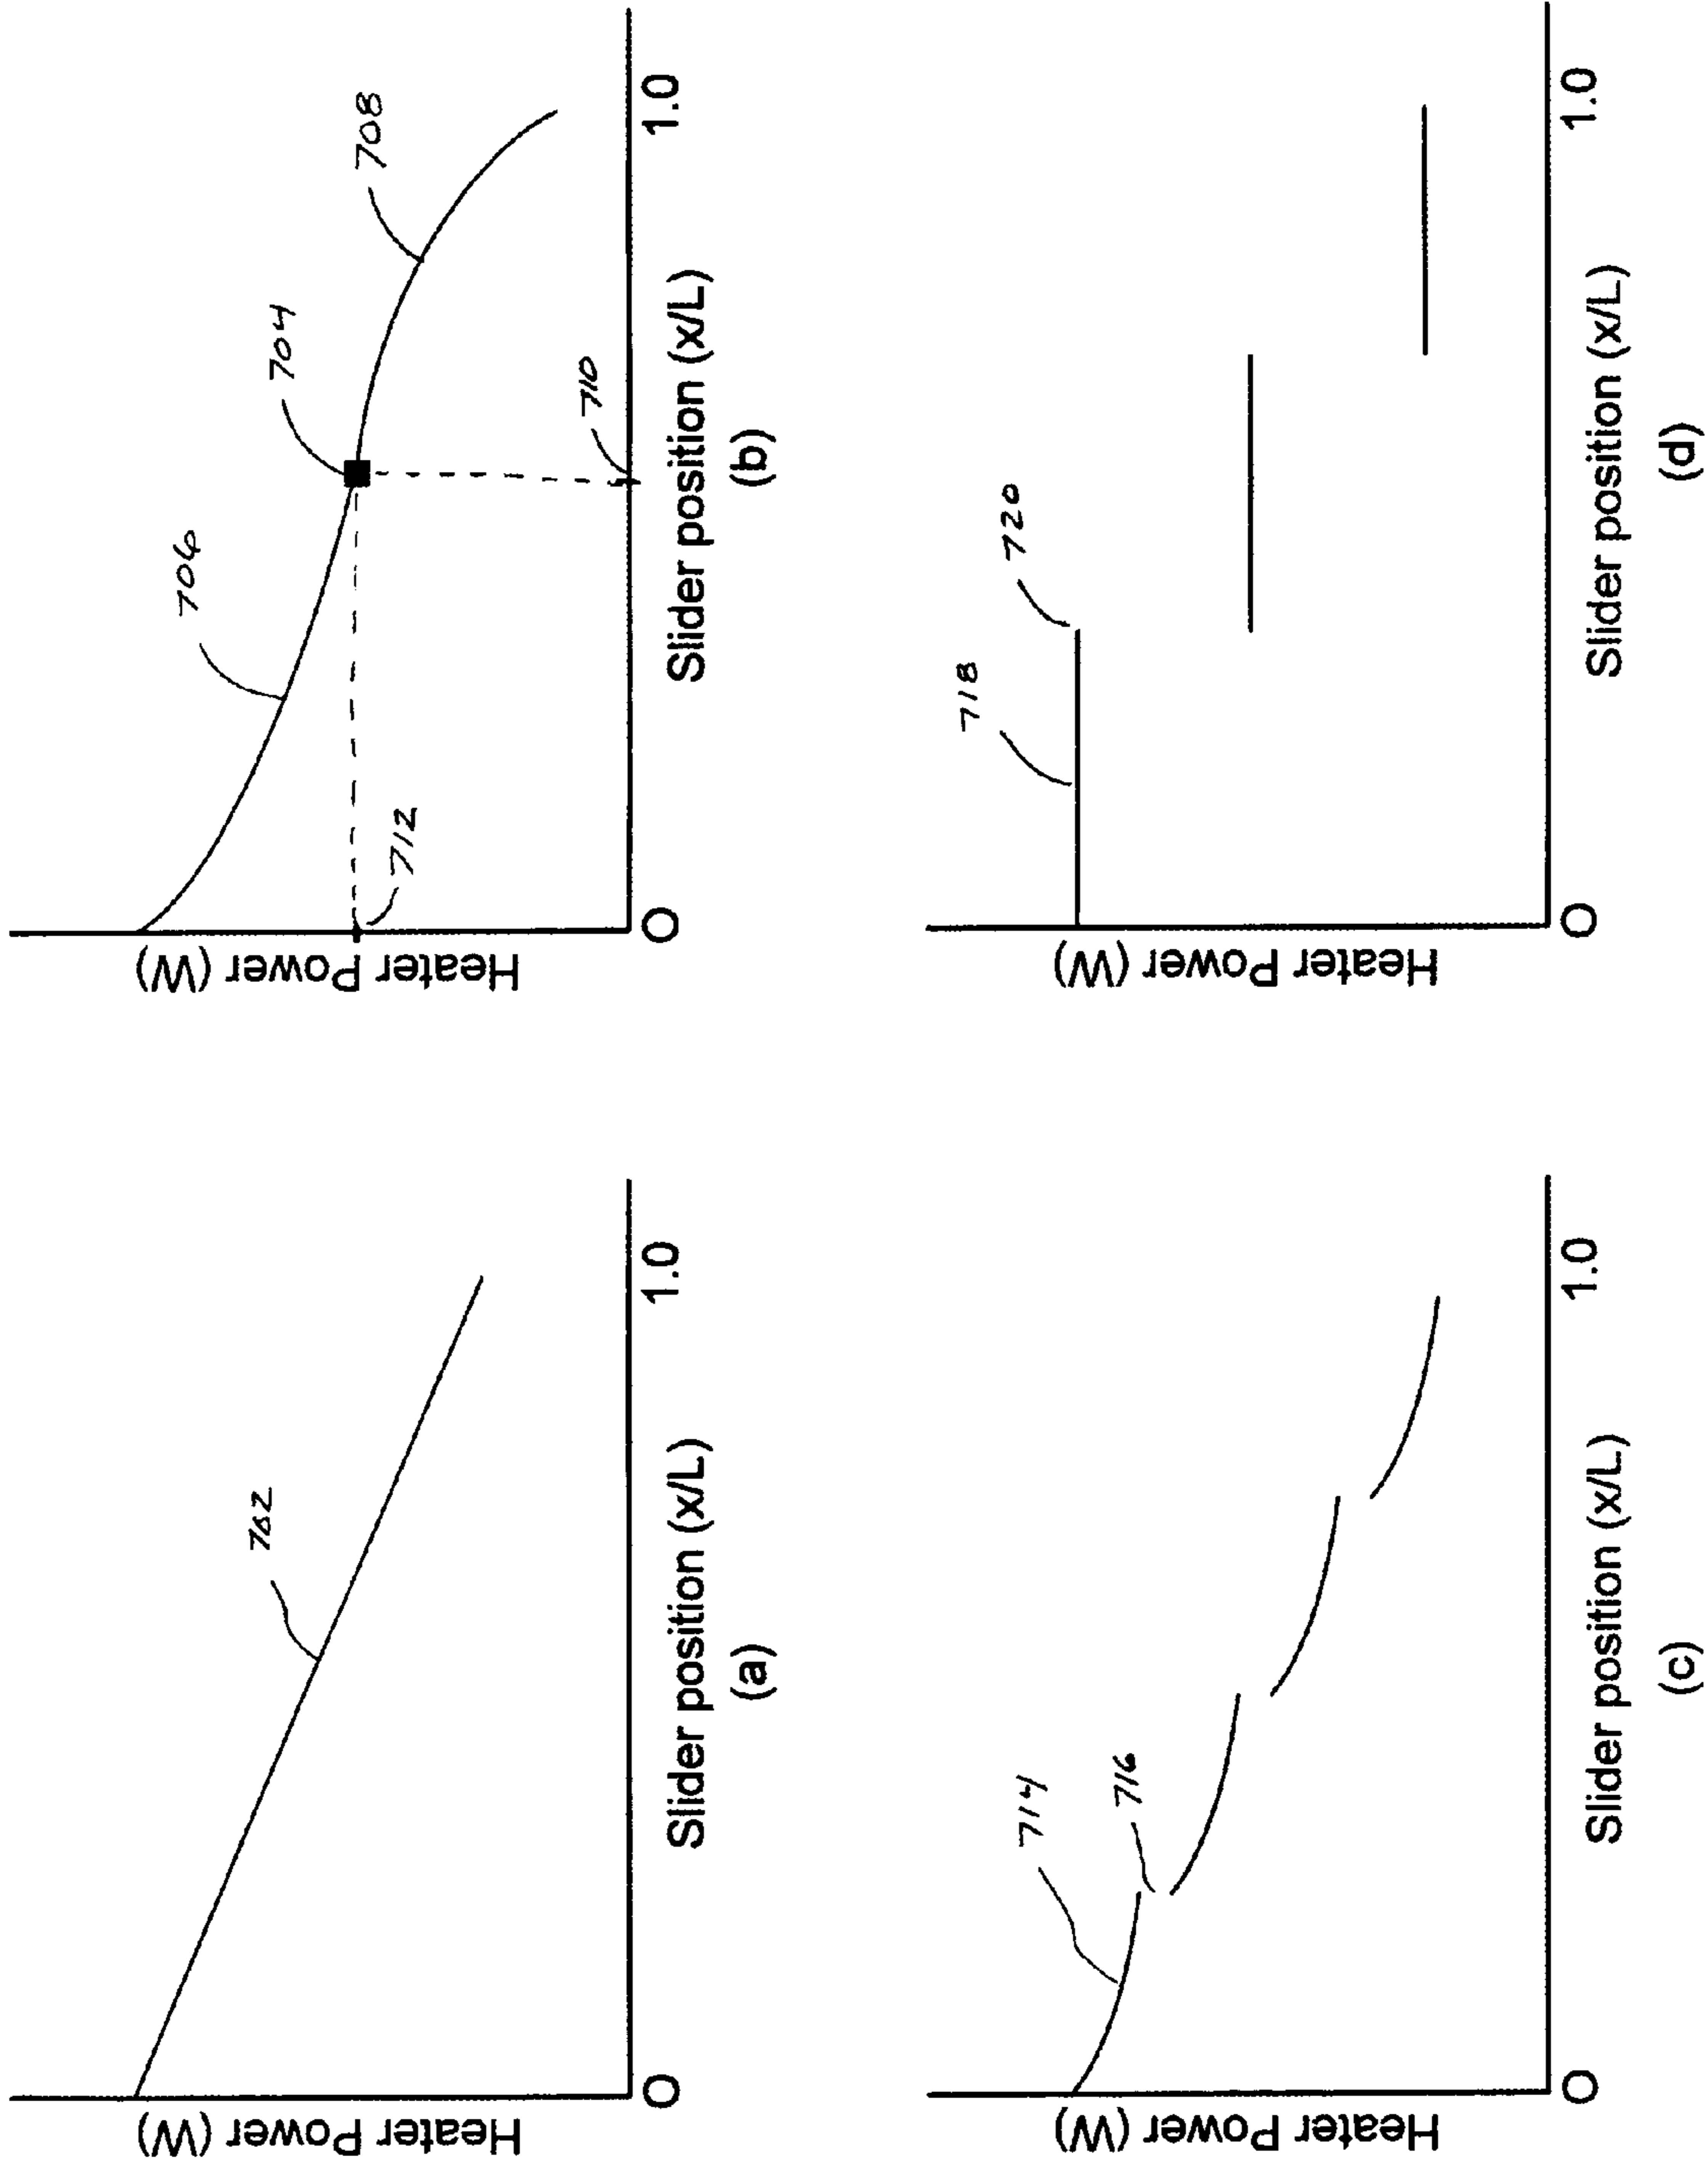 Heater Power (W)
702
0
1.0
Slider position (x/L)
(a)
Heater Power (W)
706
704
708
712
710
0
1.0
Slider position (x/L)
(b)
Heater Power (W)
714
716
0
1.0
Slider position (x/L)
(c)
Heater Power (W)
718
720
0
1.0
Slider position (x/L)
(d)